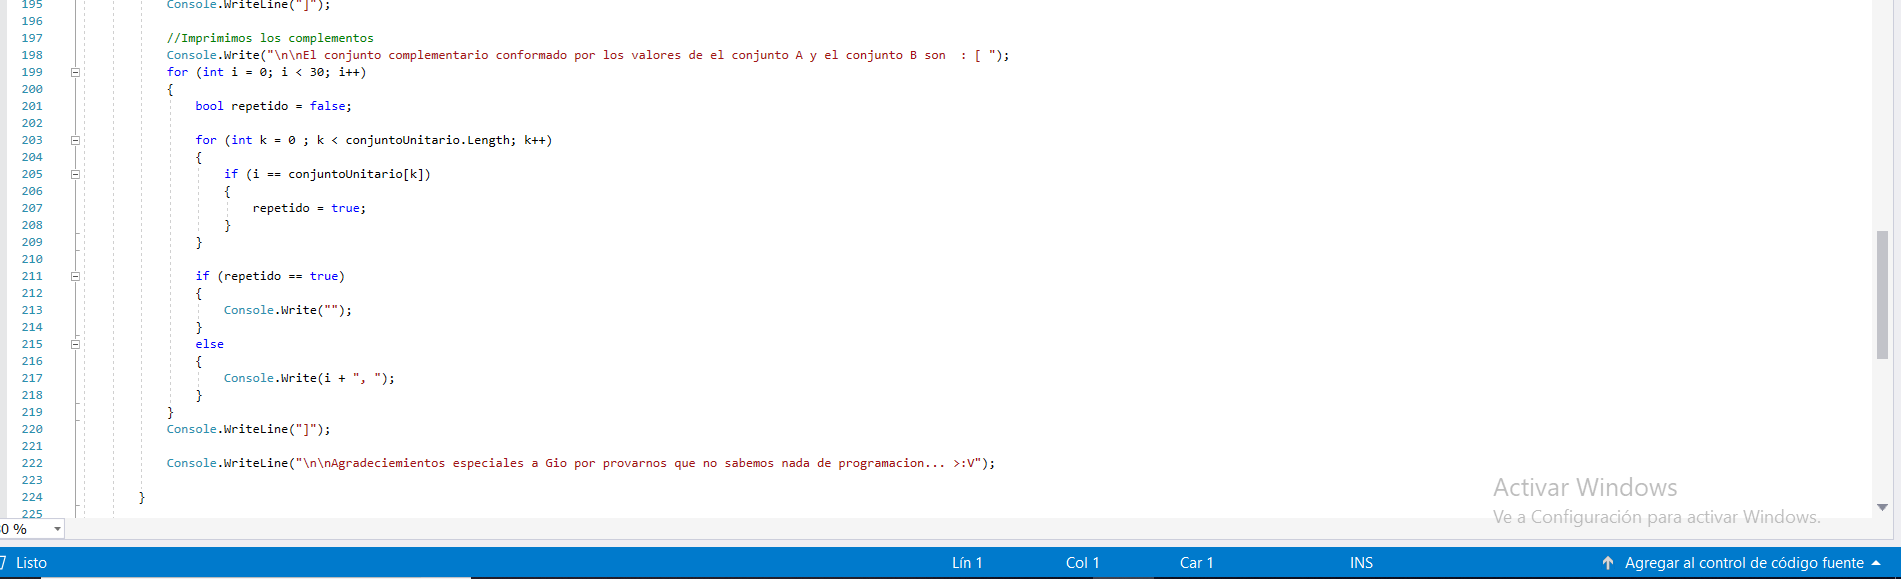 195 Console.WriteLine("]");
196
197 //Imprimimos los complementos
198 Console.Write("\n\nEl conjunto complementario conformado por los valores de el conjunto A y el conjunto B son  : [ ");
199 for (int i = 0; i < 30; i++)
200 {
201 bool repetido = false;
202
203 for (int k = 0 ; k < conjuntoUnitario.Length; k++)
204 {
205 if (i == conjuntoUnitario[k])
206 {
207 repetido = true;
208 }
209 }
210
211 if (repetido == true)
212 {
213 Console.Write("");
214 }
215 else
216 {
217 Console.Write(i + ", ");
218 }
219 }
220 Console.WriteLine("]");
221
222 Console.WriteLine("\n\nAgradeciemientos especiales a Gio por provarnos que no sabemos nada de programacion... >:V");
223
224 }
225
Activar Windows
Ve a Configuración para activar Windows.
0 %
Listo Lín 1 Col 1 Car 1 INS Agregar al control de código fuente